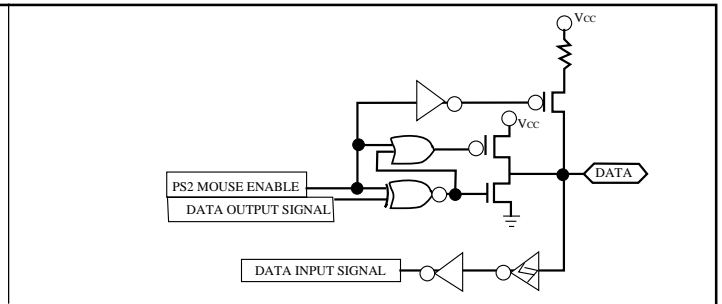 Vcc
Vcc
DATA
PS2 MOUSE ENABLE
DATA OUTPUT SIGNAL
DATA INPUT SIGNAL